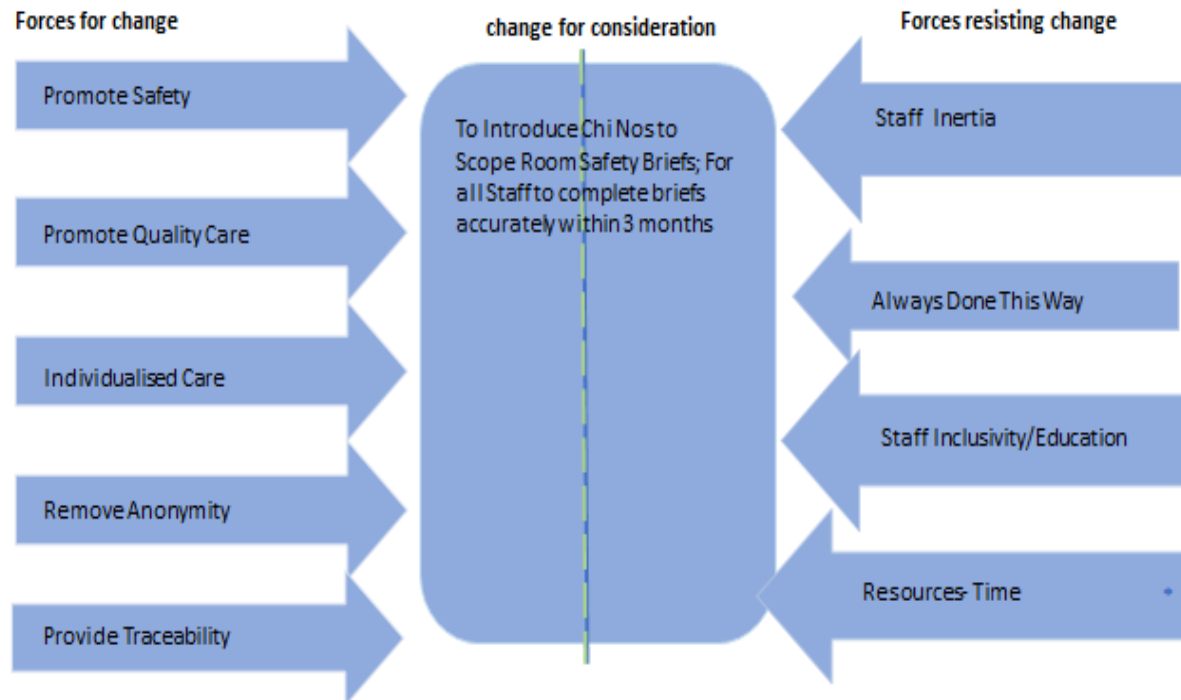 Forces for change
change for consideration
Forces resisting change
Promote Safety
Promote Quality Care
Individualised Care
Remove Anonymity
Provide Traceability
To Introduce Chi Nos to
Scope Room Safety Briefs; For
all Staff to complete briefs
accurately within 3 months
Staff Inertia
Always Done This Way
Staff Inclusivity/Education
Resources- Time